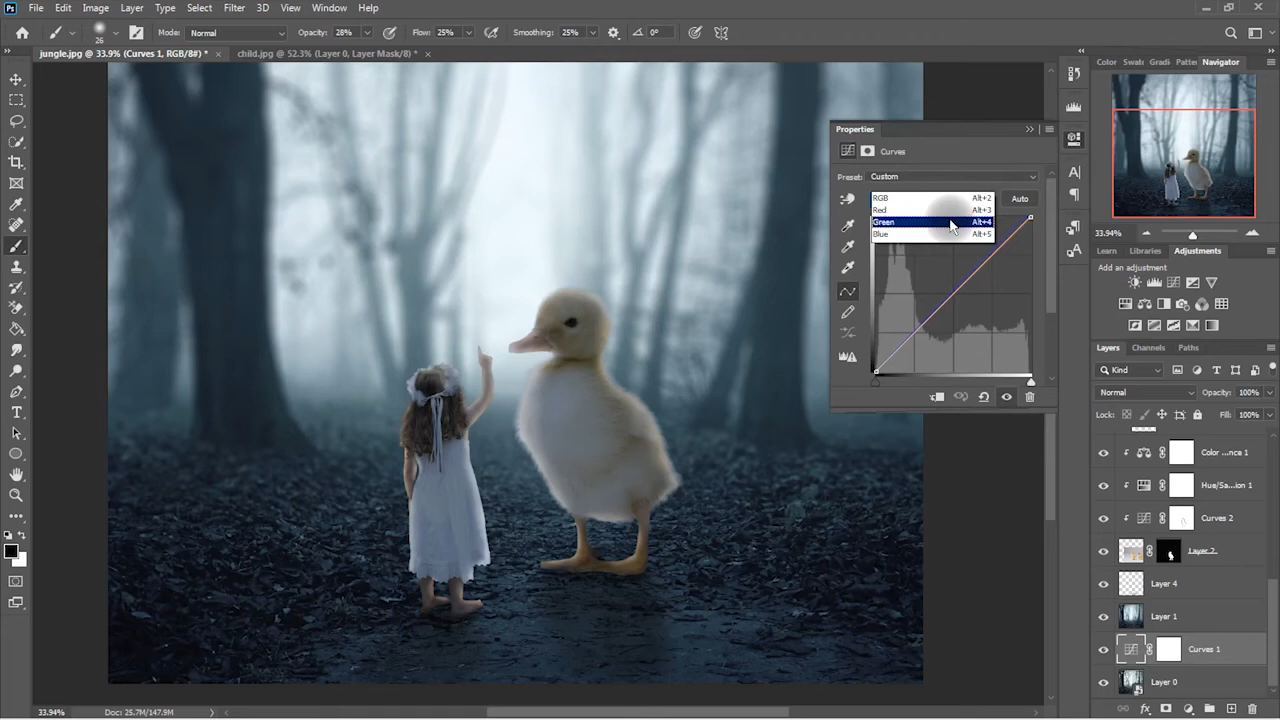 Ps File Edit Image Layer Type Select Filter 3D View Window Help
26 Mode: Normal Opacity: 28% Flow: 25% Smoothing: 25% 0°
jungle.jpg @ 33.9% (Curves 1, RGB/8#) * × child.jpg @ 52.3% (Layer 0, Layer Mask/8) * ×
Color Swatc Gradi Patter Navigator
33.94%
Properties
Curves
Preset: Custom
RGB Alt+2
Red Alt+3
Green Alt+4
Blue Alt+5
Auto
Learn Libraries Adjustments
Add an adjustment
Layers Channels Paths
Kind
Normal Opacity: 100%
Lock: Fill: 100%
Color ...nce 1
Hue/Sa...ion 1
Curves 2
Layer 2
Layer 4
Layer 1
Curves 1
Layer 0
33.94% Doc: 25.7M/147.9M